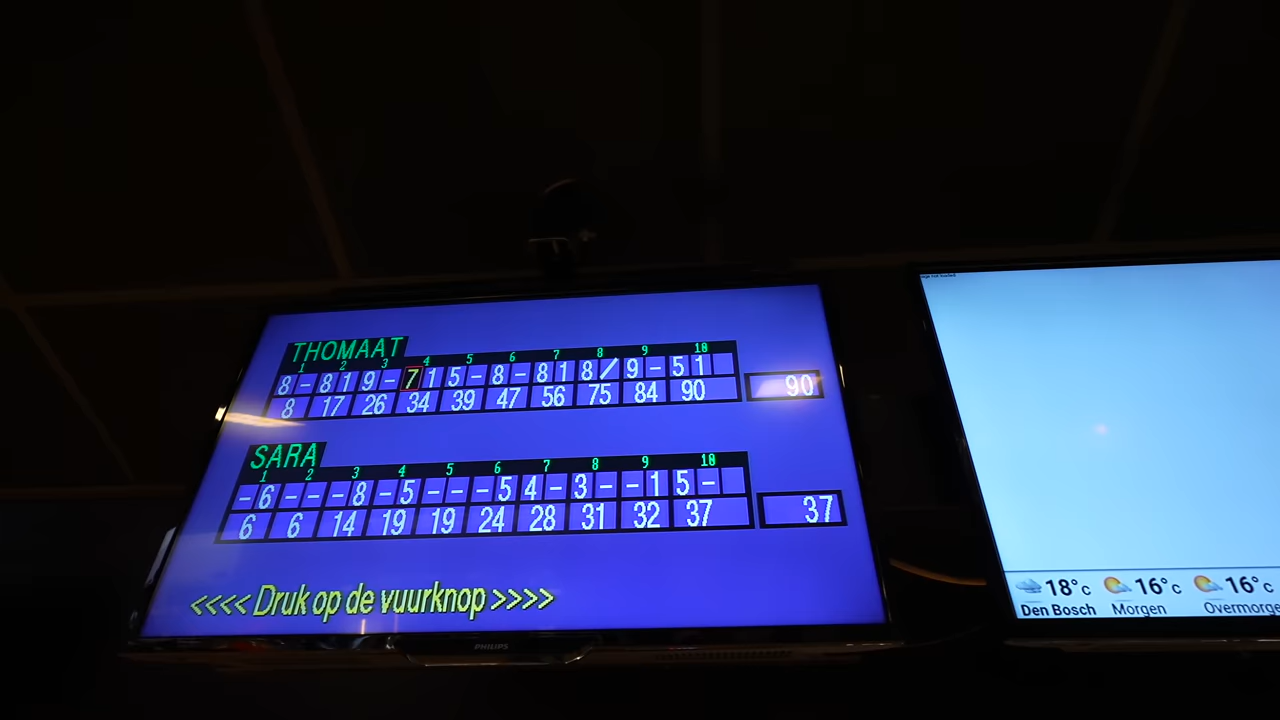 THOMAAT
1 2 3 4 5 6 7 8 9 10
8 - 8 1 9 - 7 1 5 - 8 - 8 1 8 / 9 - 5 1
8 17 26 34 39 47 56 75 84 90 90
SARA
1 2 3 4 5 6 7 8 9 10
- 6 - - - 8 - 5 - - - 5 4 - 3 - - 1 5 -
6 6 14 19 19 24 28 31 32 37 37
<<<< Druk op de vuurknop >>>>
PHILIPS
18°C 16°C 16°C
Den Bosch Morgen Overmorge